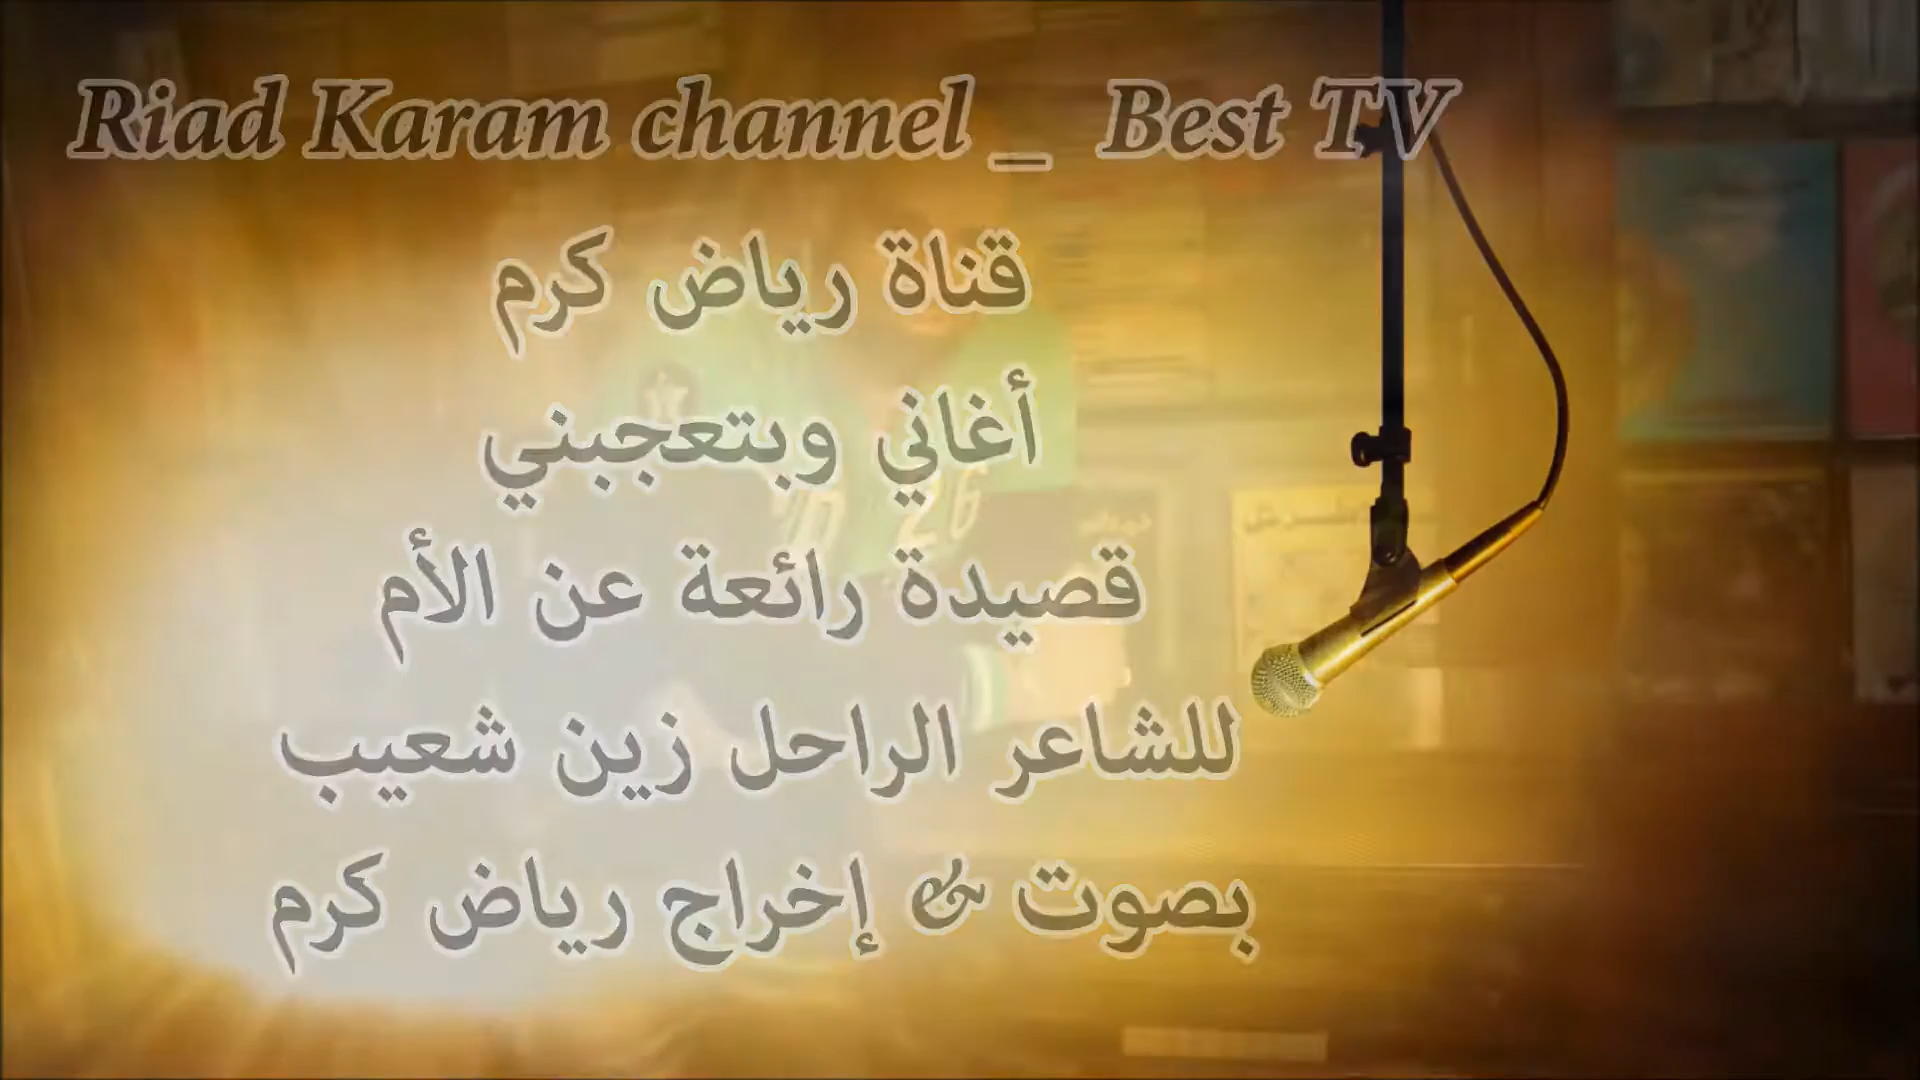 Riad Karam channel _ Best TV
قناة رياض كرم
أغاني وبتعجبني
قصيدة رائعة عن الأم
للشاعر الراحل زين شعيب
بصوت & إخراج رياض كرم
26